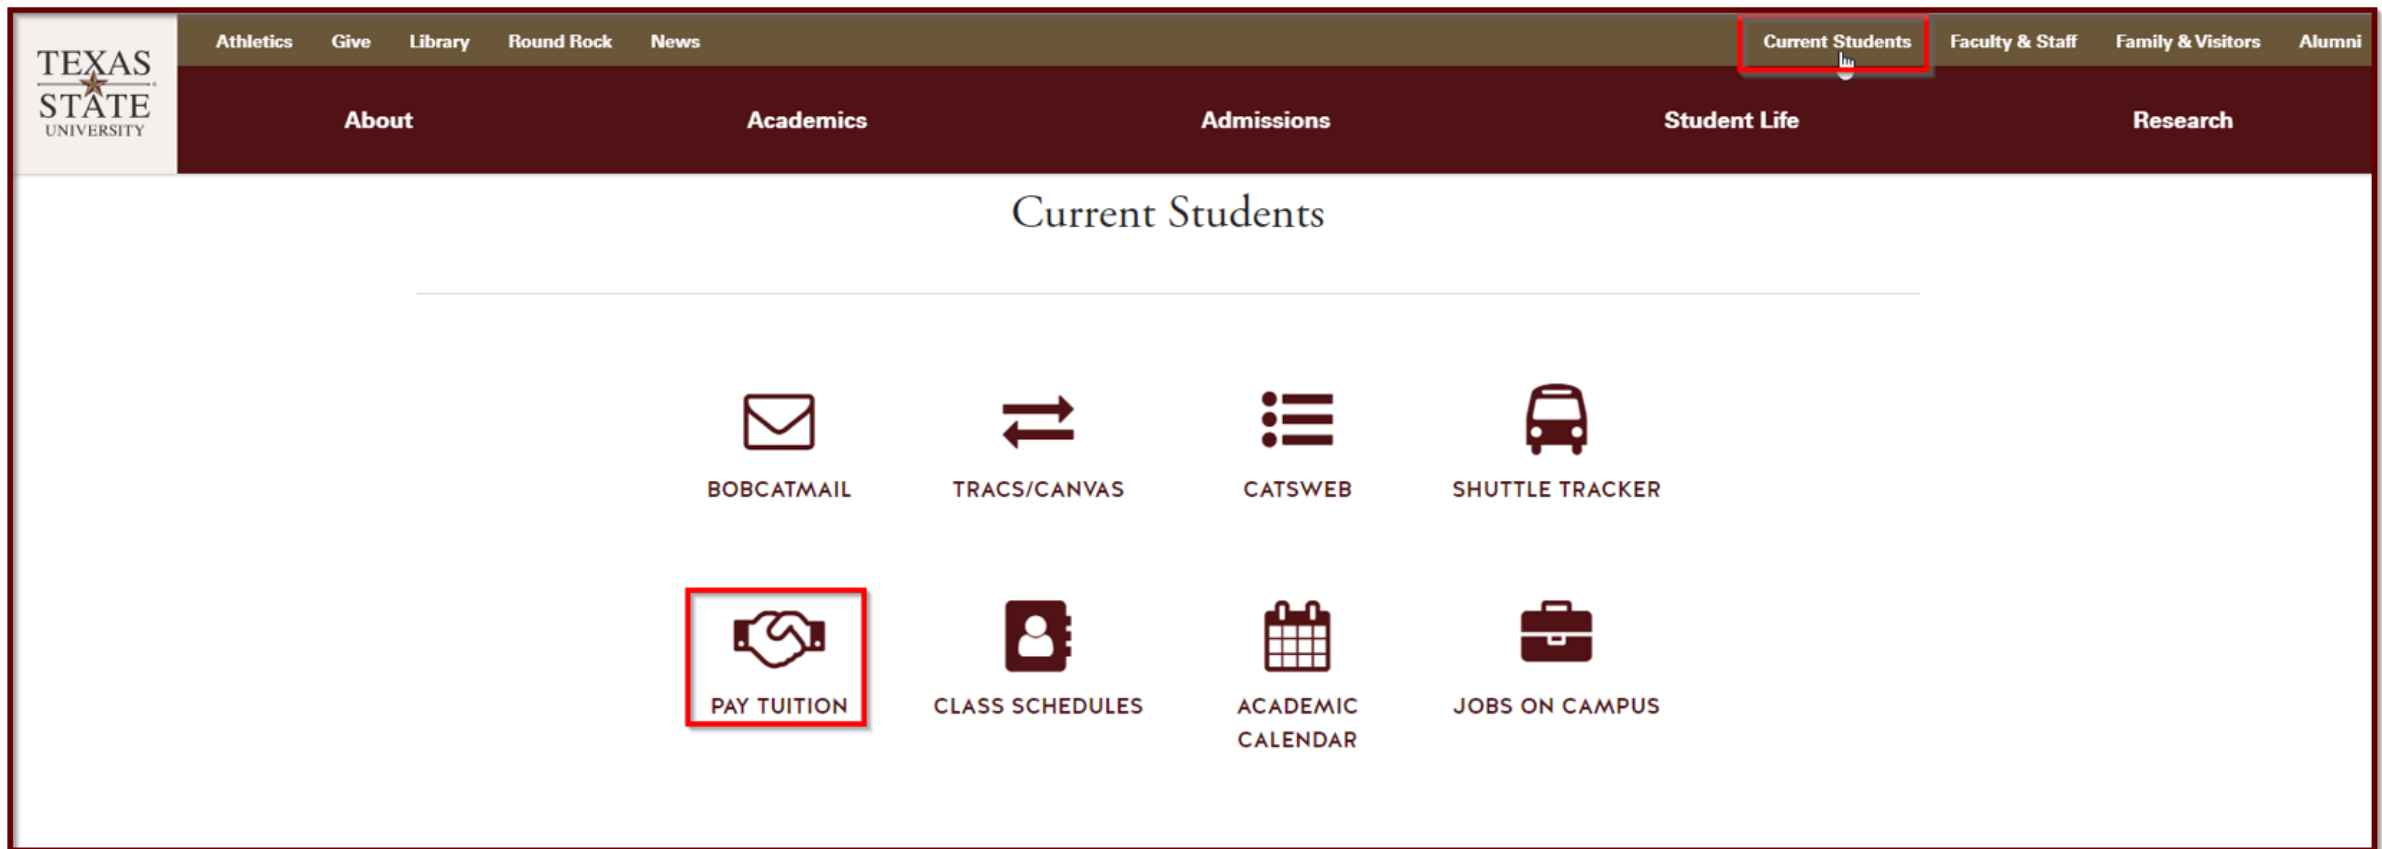 TEXAS
STATE
UNIVERSITY
Athletics Give Library Round Rock News Current Students Faculty & Staff Family & Visitors Alumni
About Academics Admissions Student Life Research
Current Students
BOBCATMAIL TRACS/CANVAS CATSWEB SHUTTLE TRACKER
PAY TUITION CLASS SCHEDULES ACADEMIC CALENDAR JOBS ON CAMPUS